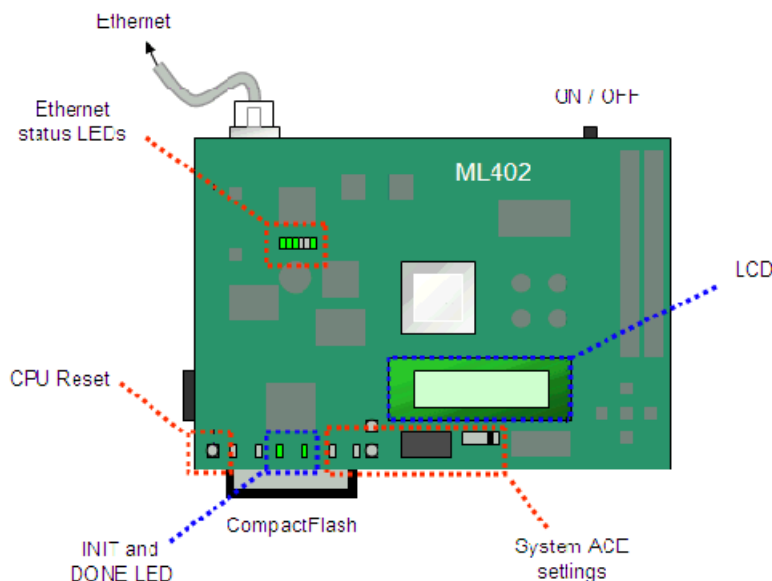 Ethernet
Ethernet
status LEDs
ON / OFF
ML402
LCD
CPU Reset
CompactFlash
INIT and
DONE LED
System ACE
settings